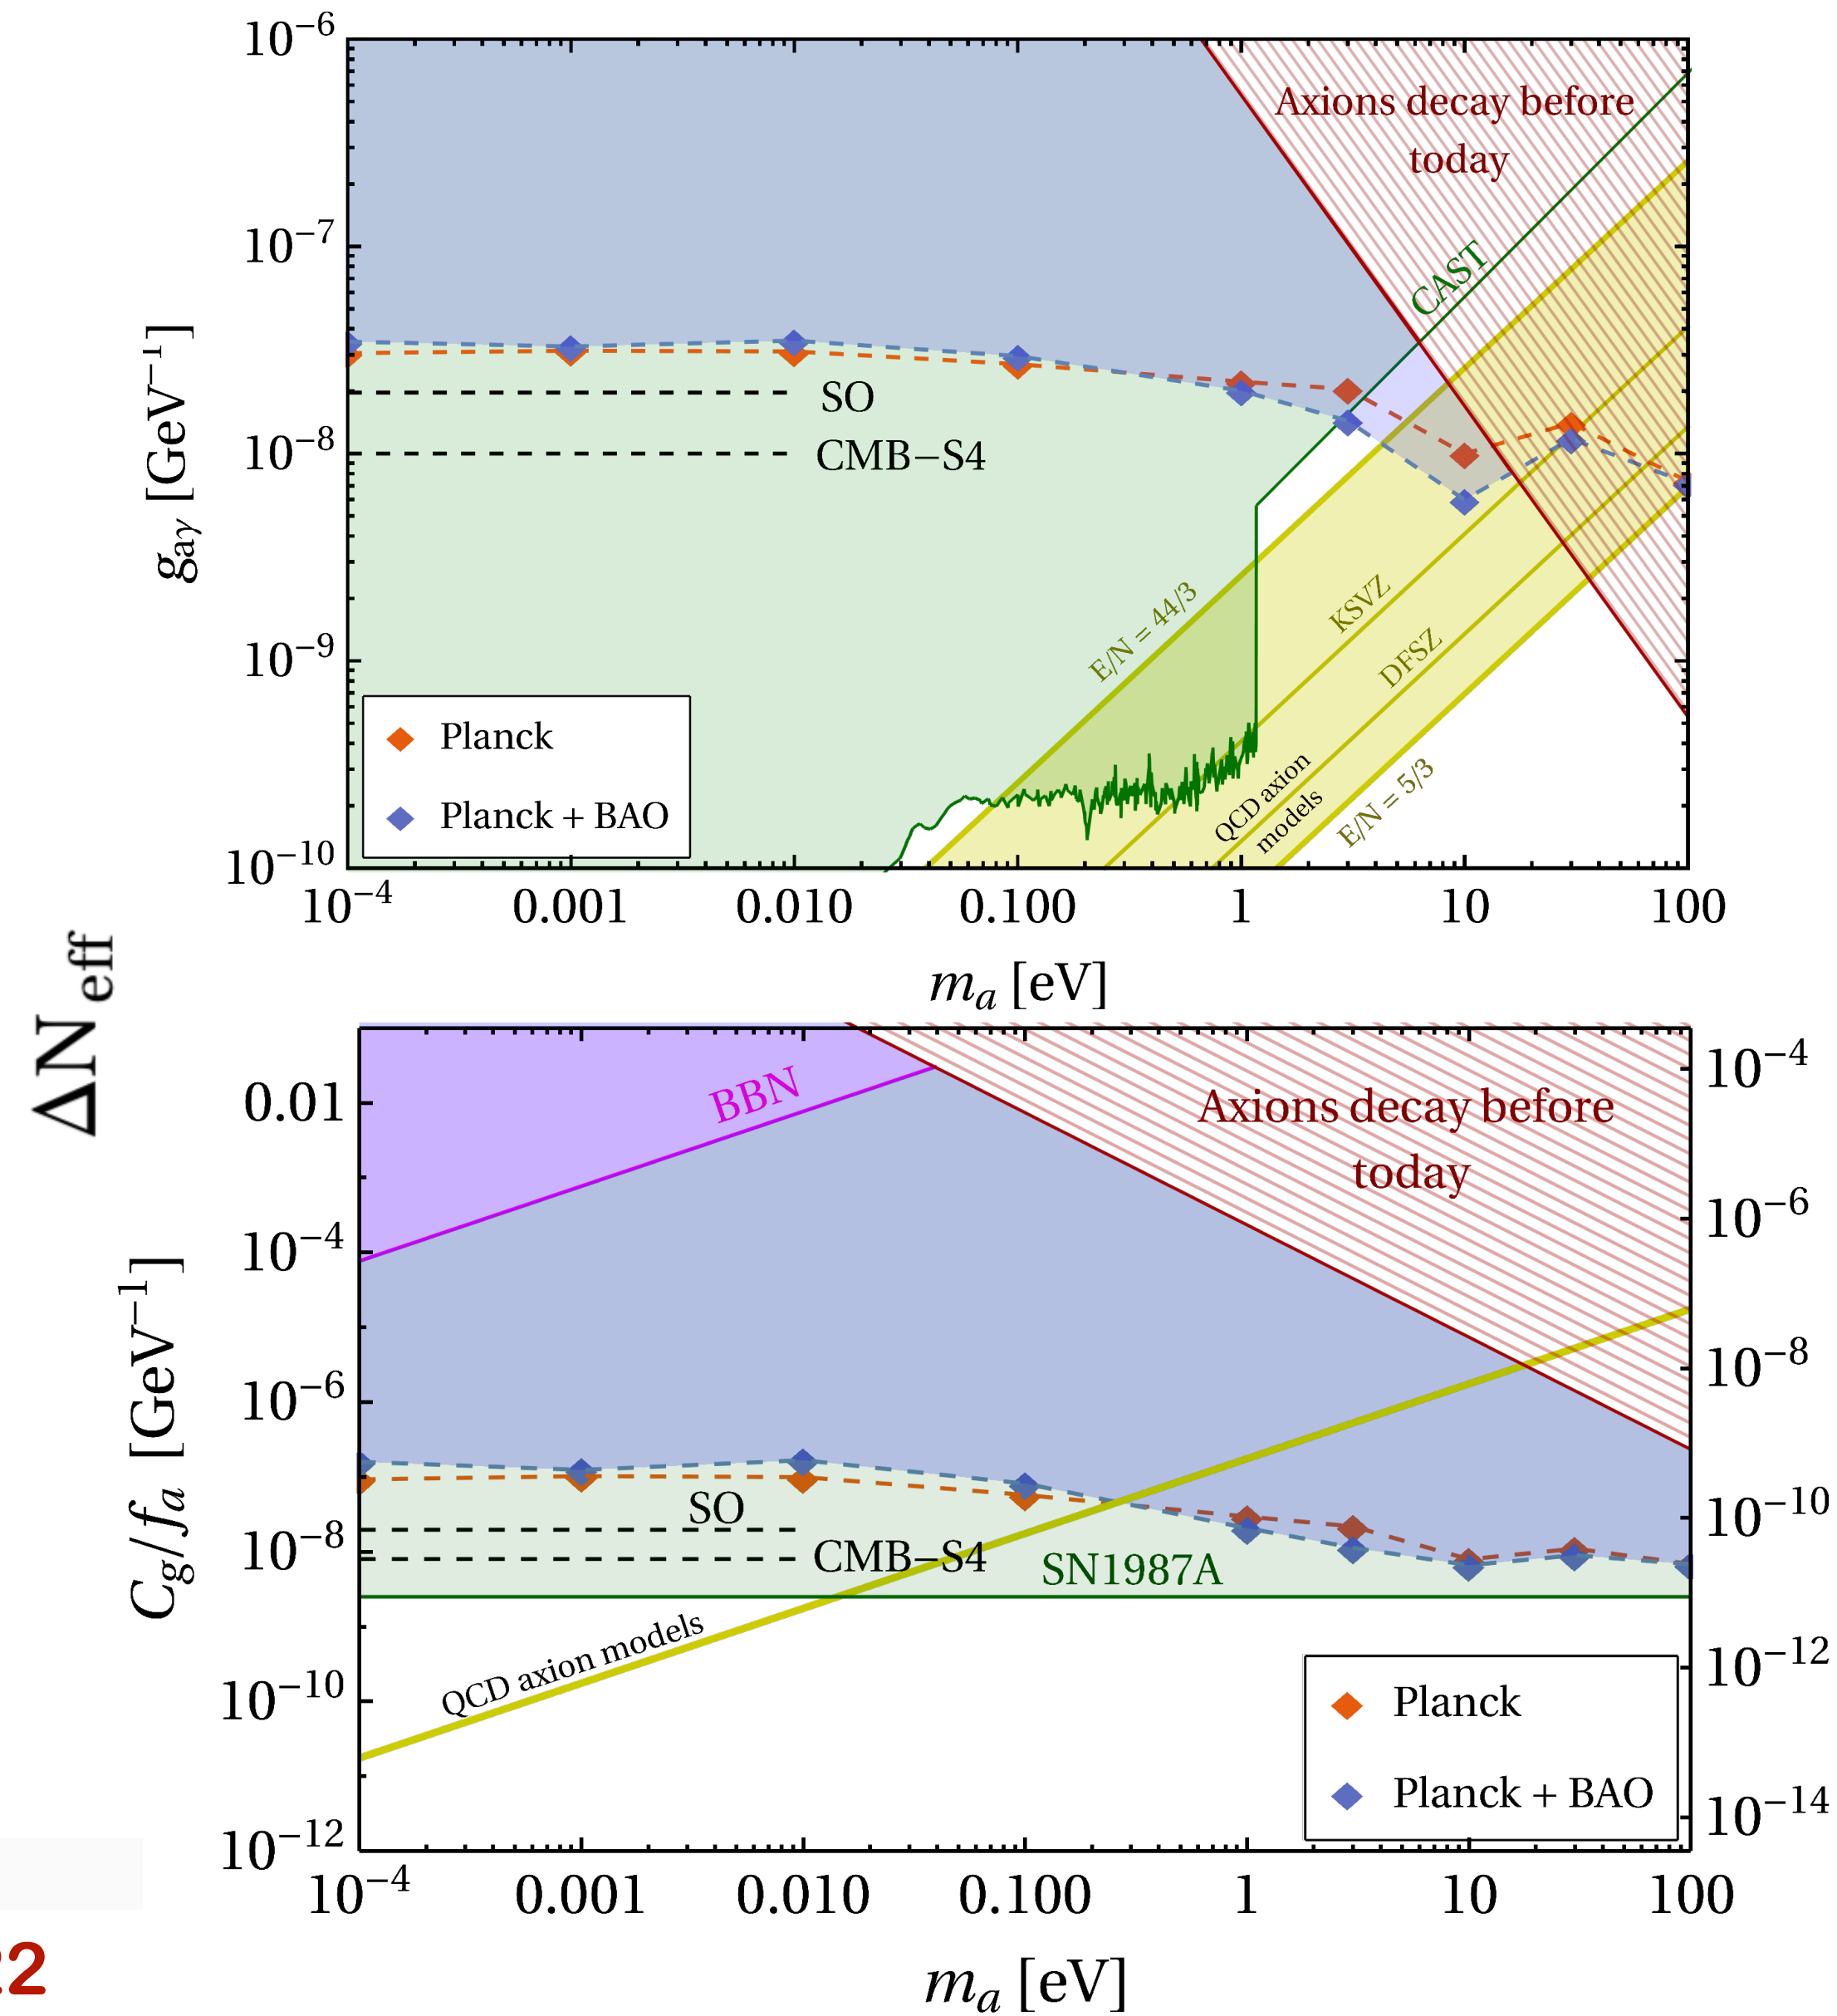 10⁻⁶
10⁻⁷
10⁻⁸
10⁻⁹
10⁻¹⁰
gₐᵧ [GeV⁻¹]
Axions decay before
today
CAST
SO
CMB−S4
E/N = 44/3
KSVZ
DFSZ
QCD axion
models
E/N = 5/3
Planck
Planck + BAO
10⁻⁴ 0.001 0.010 0.100 1 10 100
mₐ [eV]
ΔN_eff
0.01
10⁻⁴
10⁻⁶
10⁻⁸
10⁻¹⁰
10⁻¹²
C_g/fₐ [GeV⁻¹]
BBN
Axions decay before
today
SO
CMB−S4
SN1987A
QCD axion models
Planck
Planck + BAO
10⁻⁴
10⁻⁶
10⁻⁸
10⁻¹⁰
10⁻¹²
10⁻¹⁴
10⁻⁴ 0.001 0.010 0.100 1 10 100
mₐ [eV]